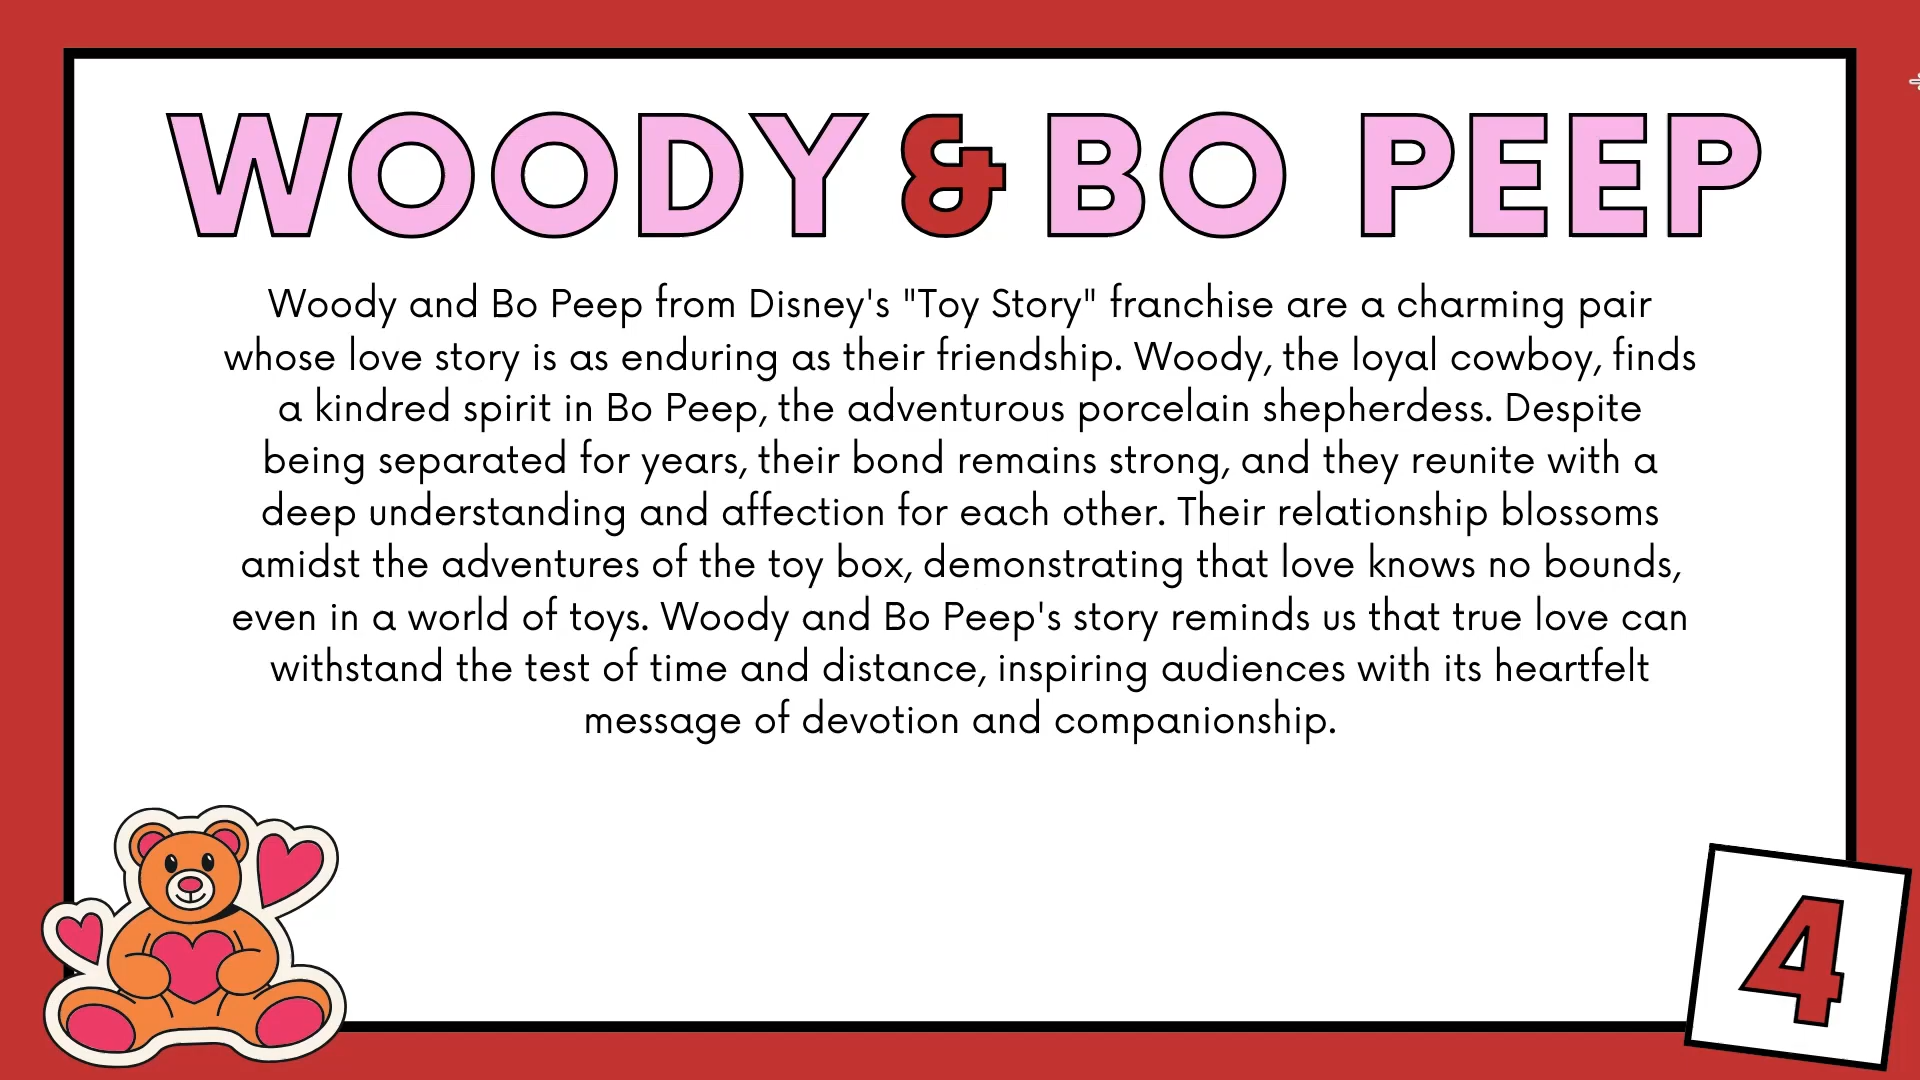 WOODY & BO PEEP
Woody and Bo Peep from Disney's "Toy Story" franchise are a charming pair
whose love story is as enduring as their friendship. Woody, the loyal cowboy, finds
a kindred spirit in Bo Peep, the adventurous porcelain shepherdess. Despite
being separated for years, their bond remains strong, and they reunite with a
deep understanding and affection for each other. Their relationship blossoms
amidst the adventures of the toy box, demonstrating that love knows no bounds,
even in a world of toys. Woody and Bo Peep's story reminds us that true love can
withstand the test of time and distance, inspiring audiences with its heartfelt
message of devotion and companionship.
4